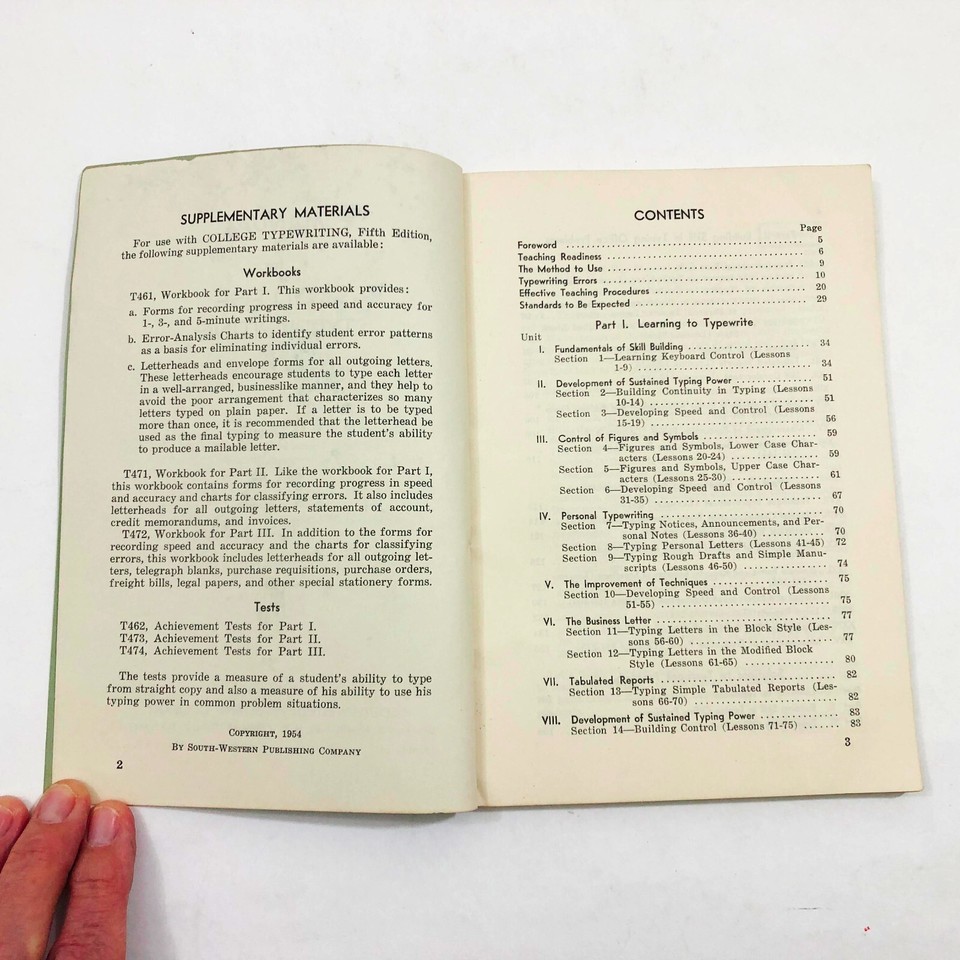 SUPPLEMENTARY MATERIALS
For use with COLLEGE TYPEWRITING, Fifth Edition,
the following supplementary materials are available:
Workbooks
T461, Workbook for Part I. This workbook provides:
a. Forms for recording progress in speed and accuracy for
1-, 3-, and 5-minute writings.
b. Error-Analysis Charts to identify student error patterns
as a basis for eliminating individual errors.
c. Letterheads and envelope forms for all outgoing letters.
These letterheads encourage students to type each letter
in a well-arranged, businesslike manner, and they help to
avoid the poor arrangement that characterizes so many
letters typed on plain paper. If a letter is to be typed
more than once, it is recommended that the letterhead be
used as the final typing to measure the student's ability
to produce a mailable letter.
T471, Workbook for Part II. Like the workbook for Part I,
this workbook contains forms for recording progress in speed
and accuracy and charts for classifying errors. It also includes
letterheads for all outgoing letters, statements of account,
credit memorandums, and invoices.
T472, Workbook for Part III. In addition to the forms for
recording speed and accuracy and the charts for classifying
errors, this workbook includes letterheads for all outgoing let-
ters, telegraph blanks, purchase requisitions, purchase orders,
freight bills, legal papers, and other special stationery forms.
Tests
T462, Achievement Tests for Part I.
T473, Achievement Tests for Part II.
T474, Achievement Tests for Part III.
The tests provide a measure of a student's ability to type
from straight copy and also a measure of his ability to use his
typing power in common problem situations.
COPYRIGHT, 1954
BY SOUTH-WESTERN PUBLISHING COMPANY
2
CONTENTS
Page
Foreword .......... 5
Teaching Readiness .......... 6
The Method to Use .......... 9
Typewriting Errors .......... 10
Effective Teaching Procedures .......... 20
Standards to Be Expected .......... 29
Part I. Learning to Typewrite
Unit
I. Fundamentals of Skill Building .......... 34
Section 1—Learning Keyboard Control (Lessons
1-9) .......... 34
II. Development of Sustained Typing Power .......... 51
Section 2—Building Continuity in Typing (Lessons
10-14) .......... 51
Section 3—Developing Speed and Control (Lessons
15-19) .......... 56
III. Control of Figures and Symbols .......... 59
Section 4—Figures and Symbols, Lower Case Char-
acters (Lessons 20-24) .......... 59
Section 5—Figures and Symbols, Upper Case Char-
acters (Lessons 25-30) .......... 61
Section 6—Developing Speed and Control (Lessons
31-35) .......... 67
IV. Personal Typewriting .......... 70
Section 7—Typing Notices, Announcements, and Per-
sonal Notes (Lessons 36-40) .......... 70
Section 8—Typing Personal Letters (Lessons 41-45) 72
Section 9—Typing Rough Drafts and Simple Manu-
scripts (Lessons 46-50) .......... 74
V. The Improvement of Techniques .......... 75
Section 10—Developing Speed and Control (Lessons
51-55) .......... 75
VI. The Business Letter .......... 77
Section 11—Typing Letters in the Block Style (Les-
sons 56-60) .......... 77
Section 12—Typing Letters in the Modified Block
Style (Lessons 61-65) .......... 80
VII. Tabulated Reports .......... 82
Section 13—Typing Simple Tabulated Reports (Les-
sons 66-70) .......... 82
VIII. Development of Sustained Typing Power .......... 83
Section 14—Building Control (Lessons 71-75) ....... 83
3